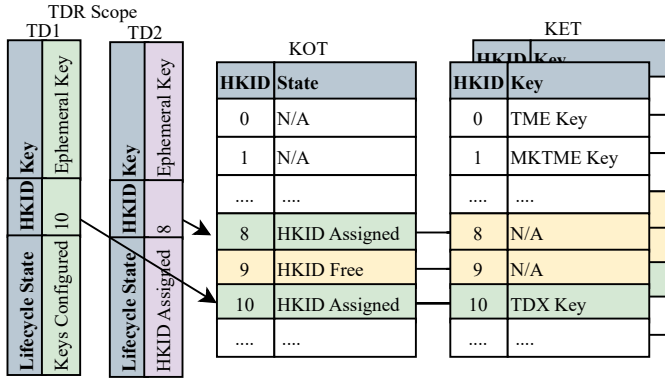 TDR Scope
TD1
TD2
Key Ephemeral Key
HKID 10
Lifecycle State Keys Configured
Key Ephemeral Key
HKID 8
Lifecycle State HKID Assigned
KOT
HKID State
0 N/A
1 N/A
.... ....
8 HKID Assigned
9 HKID Free
10 HKID Assigned
.... ....
KET
HKID Key
HKID Key
0 TME Key
1 MKTME Key
.... ....
8 N/A
9 N/A
10 TDX Key
.... ....